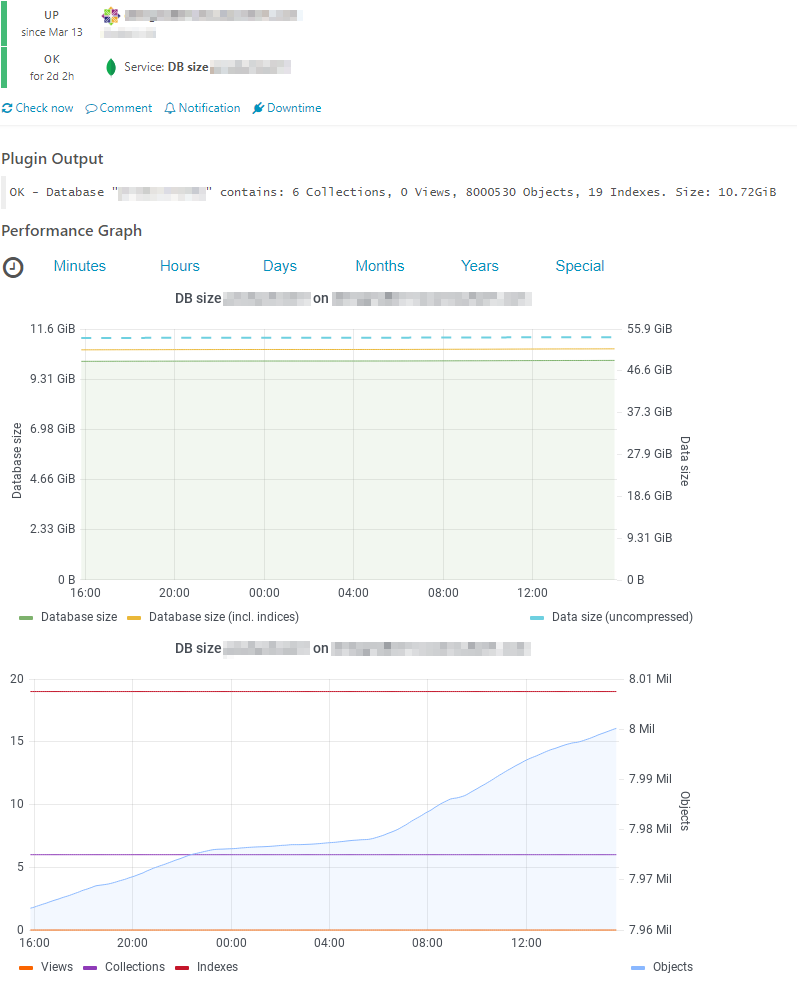 UP
since Mar 13
OK
for 2d 2h
Service: DB size
Check now Comment Notification Downtime
Plugin Output
OK - Database "" contains: 6 Collections, 0 Views, 8000530 Objects, 19 Indexes. Size: 10.72GiB
Performance Graph
Minutes Hours Days Months Years Special
DB size on
11.6 GiB 55.9 GiB
9.31 GiB 46.6 GiB
6.98 GiB 37.3 GiB
4.66 GiB 27.9 GiB
2.33 GiB 18.6 GiB
9.31 GiB
0 B 0 B
Database size
Data size
16:00 20:00 00:00 04:00 08:00 12:00
Database size Database size (incl. indices) Data size (uncompressed)
DB size on
20 8.01 Mil
15 8 Mil
10 7.99 Mil
5 7.98 Mil
7.97 Mil
0 7.96 Mil
Objects
16:00 20:00 00:00 04:00 08:00 12:00
Views Collections Indexes Objects